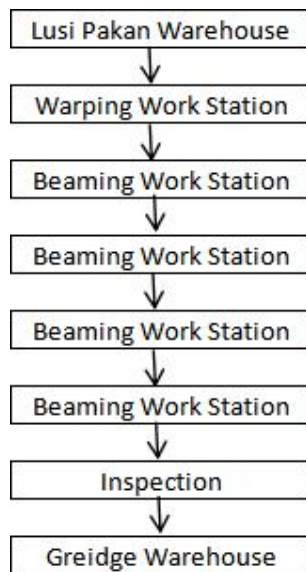 Lusi Pakan Warehouse
Warping Work Station
Beaming Work Station
Beaming Work Station
Beaming Work Station
Beaming Work Station
Inspection
Greidge Warehouse